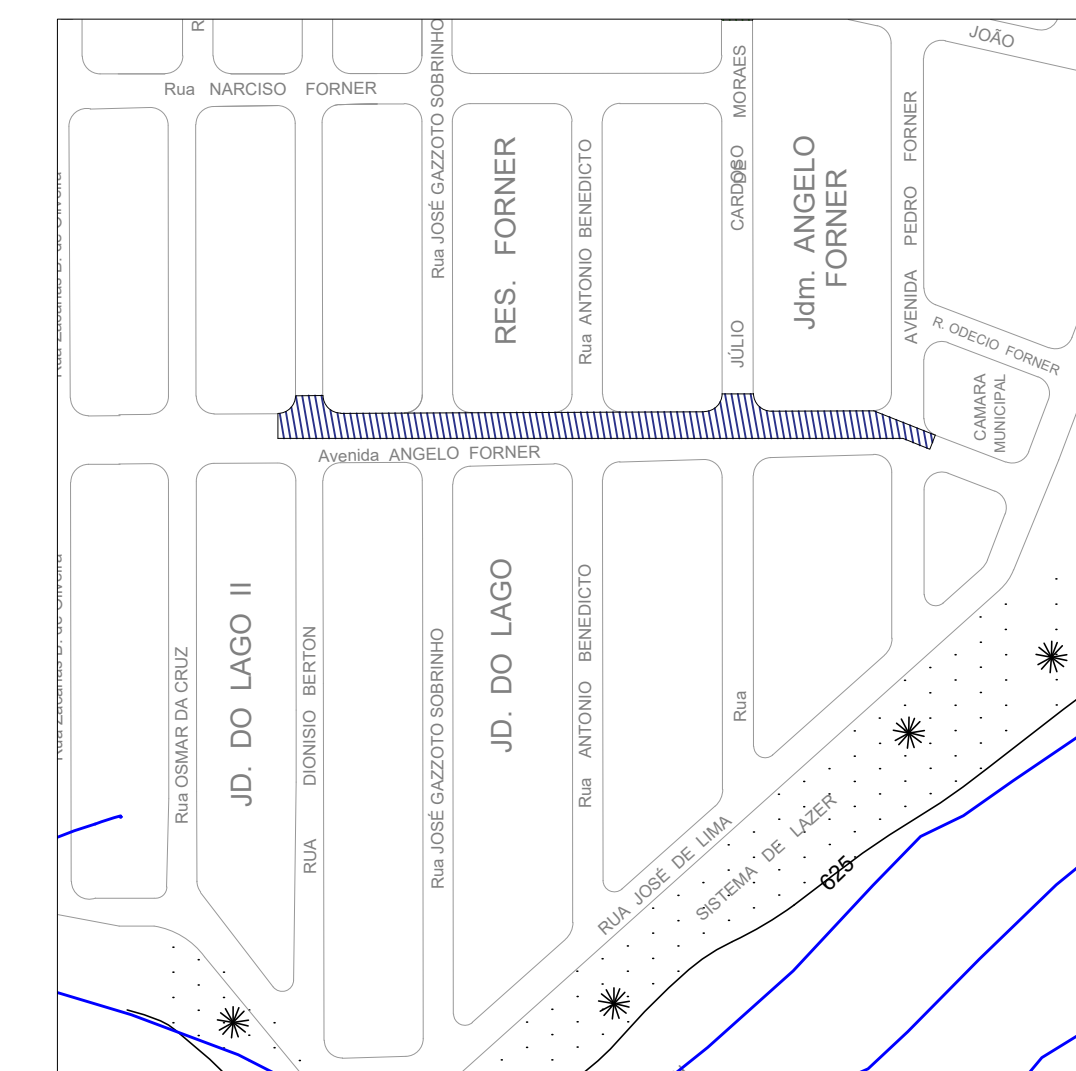 R
JOÃO
Rua NARCISO FORNER
Rua JOSÉ GAZZOTO SOBRINHO
RES. FORNER
Rua ANTONIO BENEDICTO
JÚLIO CARDOSO DE MORAES
Jdm. ANGELO
FORNER
AVENIDA PEDRO FORNER
R. ODECIO FORNER
CAMARA
MUNICIPAL
Avenida ANGELO FORNER
Rua OSMAR DA CRUZ
JD. DO LAGO II
RUA DIONISIO BERTON
Rua JOSÉ GAZZOTO SOBRINHO
JD. DO LAGO
Rua ANTONIO BENEDICTO
Rua
RUA JOSÉ DE LIMA
SISTEMA DE LAZER
625